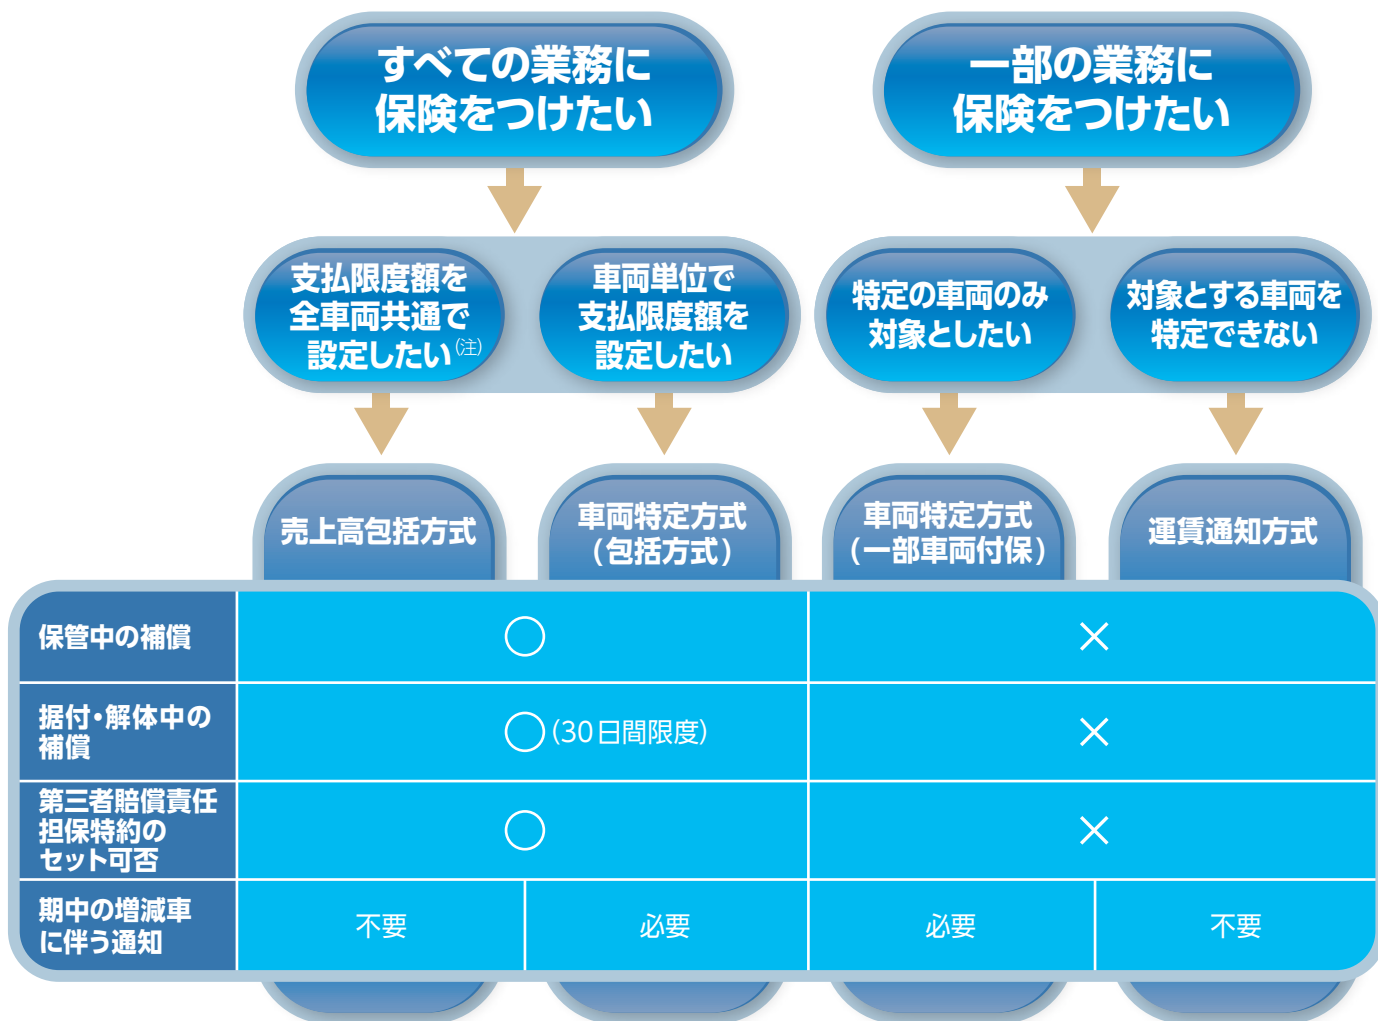 すべての業務に
保険をつけたい
一部の業務に
保険をつけたい
支払限度額を
全車両共通で
設定したい(注)
車両単位で
支払限度額を
設定したい
特定の車両のみ
対象としたい
対象とする車両を
特定できない
売上高包括方式
車両特定方式
(包括方式)
車両特定方式
(一部車両付保)
運賃通知方式
保管中の補償
○
×
据付・解体中の
補償
○(30日間限度)
×
第三者賠償責任
担保特約の
セット可否
○
×
期中の増減車
に伴う通知
不要
必要
必要
不要